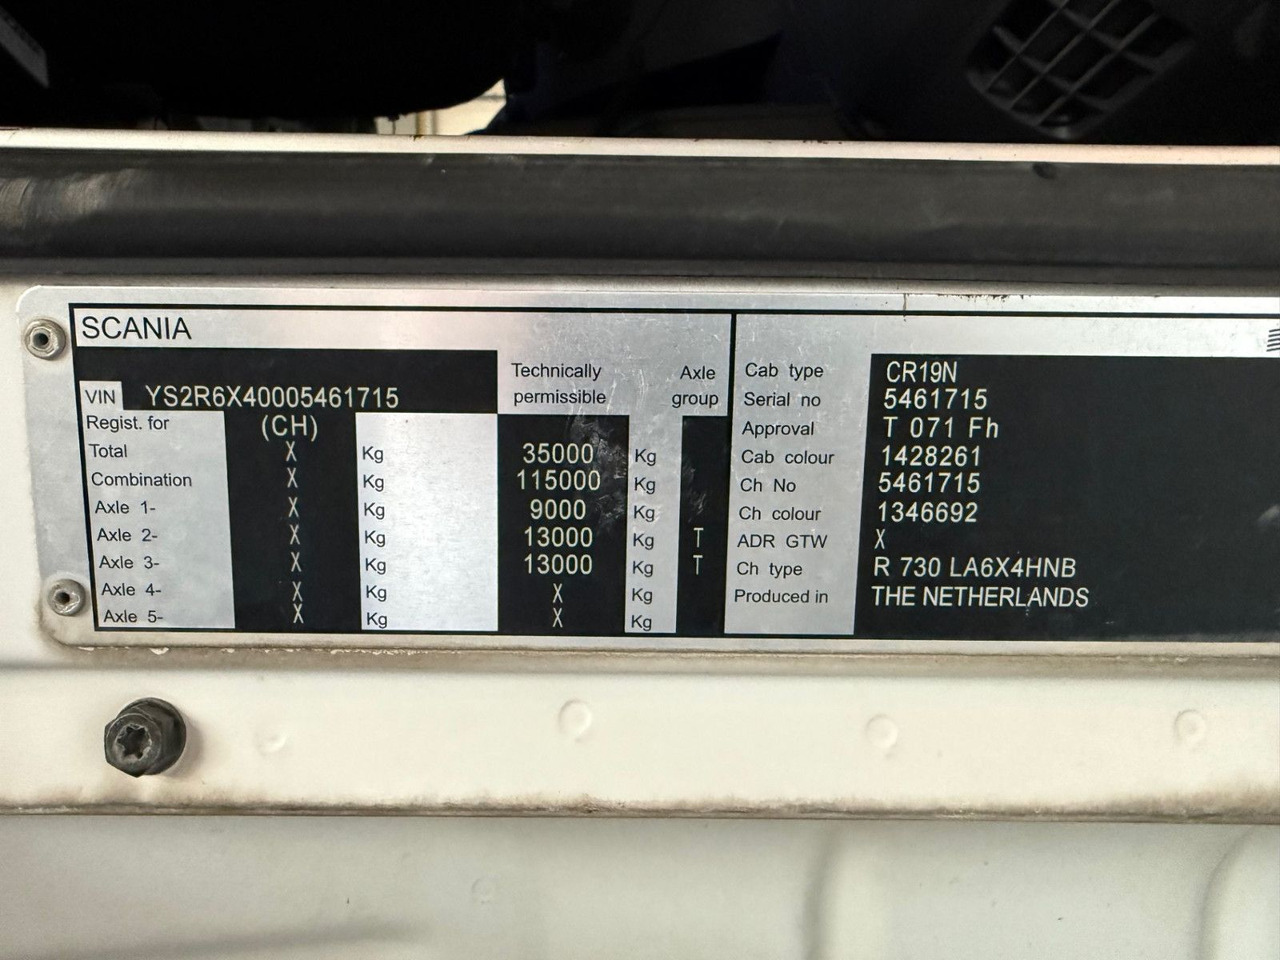 SCANIA
VIN YS2R6X40005461715 Technically permissible Axle group
Regist. for (CH)
Total X Kg 35000 Kg
Combination X Kg 115000 Kg
Axle 1- X Kg 9000 Kg
Axle 2- X Kg 13000 Kg T
Axle 3- X Kg 13000 Kg T
Axle 4- X Kg X Kg
Axle 5- X Kg X Kg
Cab type CR19N
Serial no 5461715
Approval T 071 Fh
Cab colour 1428261
Ch No 5461715
Ch colour 1346692
ADR GTW X
Ch type R 730 LA6X4HNB
Produced in THE NETHERLANDS